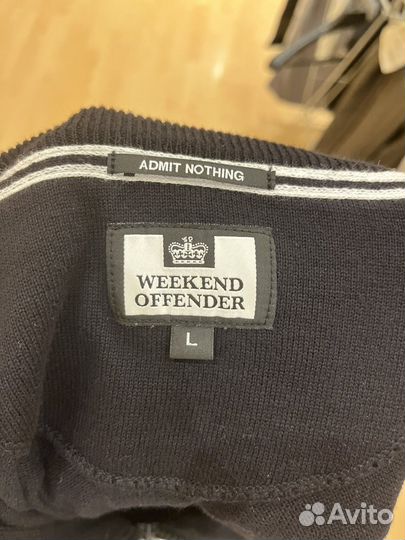 ADMIT NOTHING
WEEKEND
OFFENDER
L
Avito